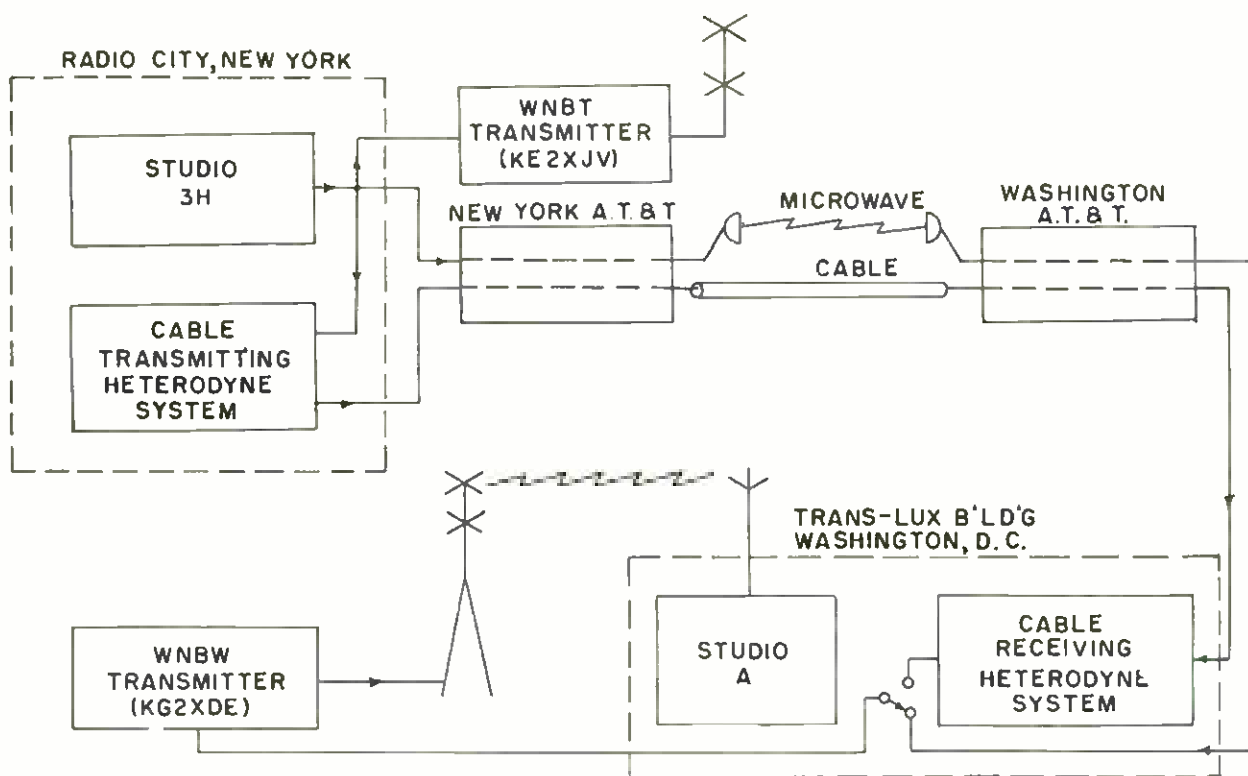 RADIO CITY, NEW YORK
STUDIO
3H
CABLE
TRANSMITTING
HETERODYNE
SYSTEM
WNBT
TRANSMITTER
(KE2XJV)
NEW YORK A.T.&T
MICROWAVE
CABLE
WASHINGTON
A.T.&T.
WNBW
TRANSMITTER
(KG2XDE)
TRANS-LUX B'LD'G
WASHINGTON, D.C.
STUDIO
A
CABLE
RECEIVING
HETERODYNE
SYSTEM